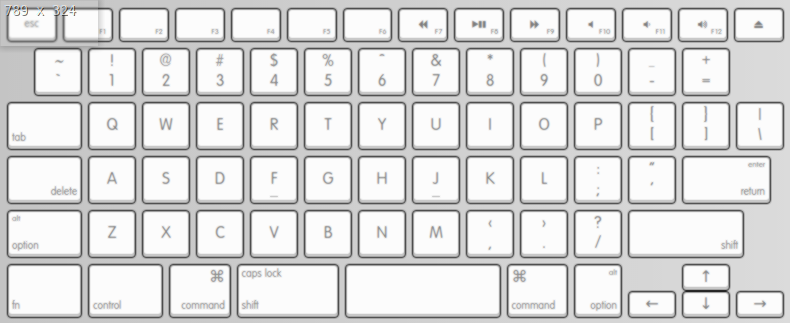 789 x 324
esc F1 F2 F3 F4 F5 F6 F7 F8 F9 F10 F11 F12
~ ! @ # $ % ˜ & * ( ) _ +
` 1 2 3 4 5 6 7 8 9 0 - =
tab Q W E R T Y U I O P [ [ ] ] | \
delete A S D F G H J K L : ; " ' enter return
alt option Z X C V B N M ‹ , › . ? / shift
fn control ⌘ command caps lock shift ⌘ command alt option ← ↑ ↓ →